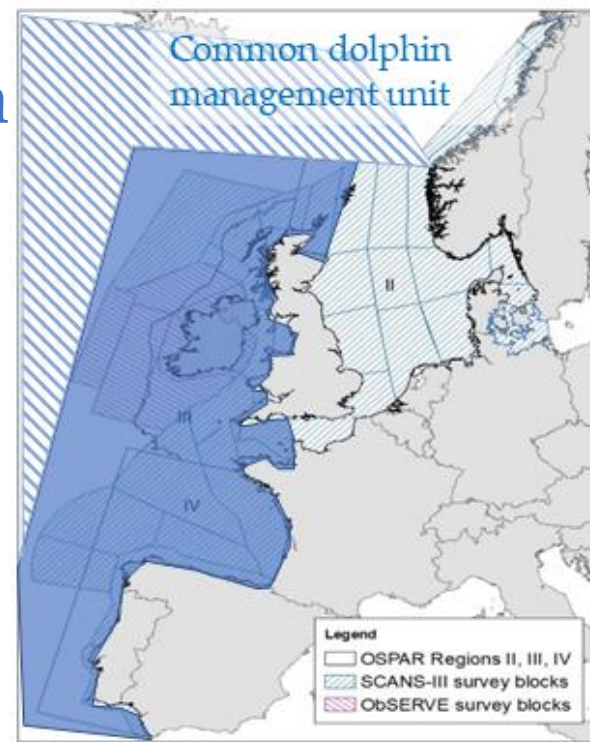 Common dolphin
management unit
n
II
III
IV
Legend
OSPAR Regions II, III, IV
SCANS-III survey blocks
ObSERVE survey blocks